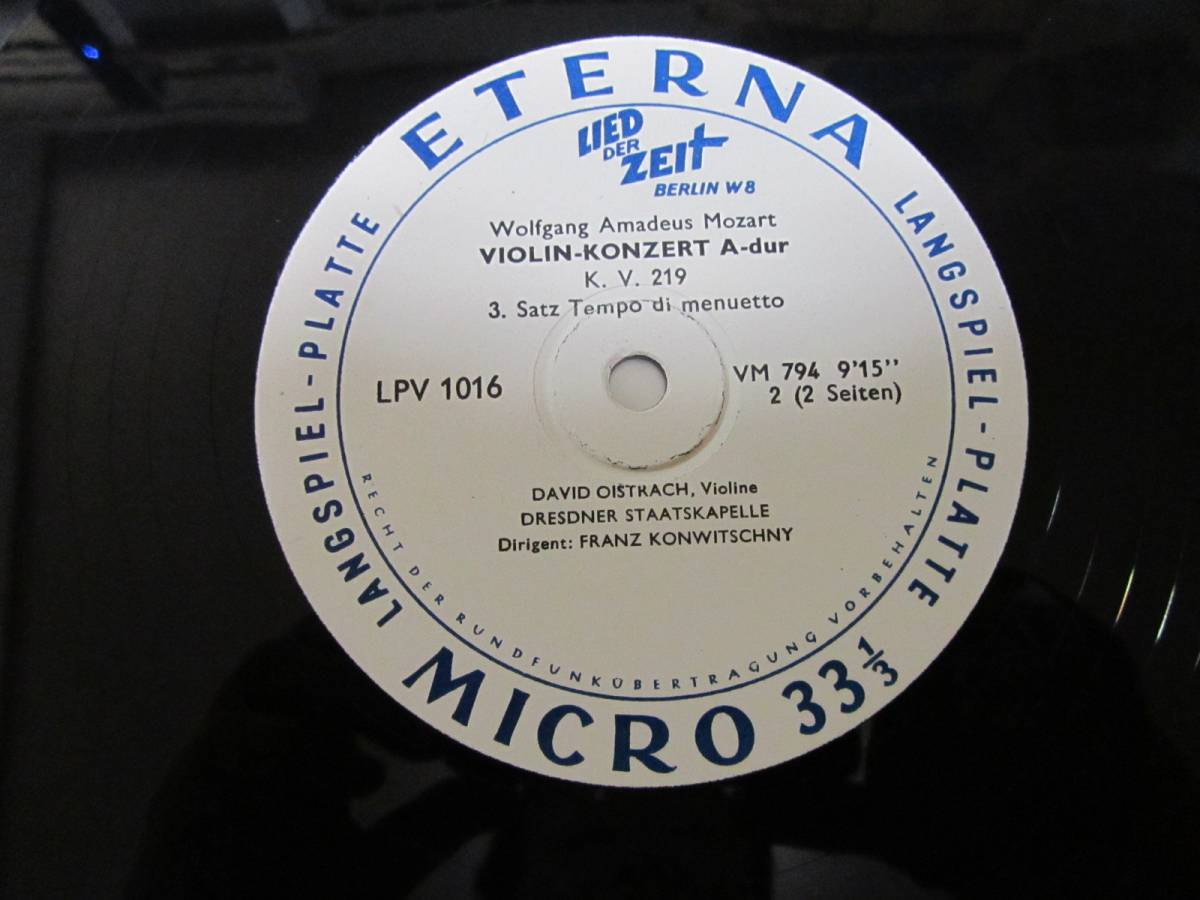 ETERNA
LIED
DER
ZEIT
BERLIN W8
Wolfgang Amadeus Mozart
VIOLIN-KONZERT A-dur
K. V. 219
3. Satz Tempo di menuetto
LPV 1016
VM 794 9'15''
2 (2 Seiten)
DAVID OISTRACH, Violine
DRESDNER STAATSKAPELLE
Dirigent: FRANZ KONWITSCHNY
RECHT DER RUNDFUNKÜBERTRAGUNG VORBEHALTEN
LANGSPIEL-PLATTE
LANGSPIEL-PLATTE
MICRO 33 1/3